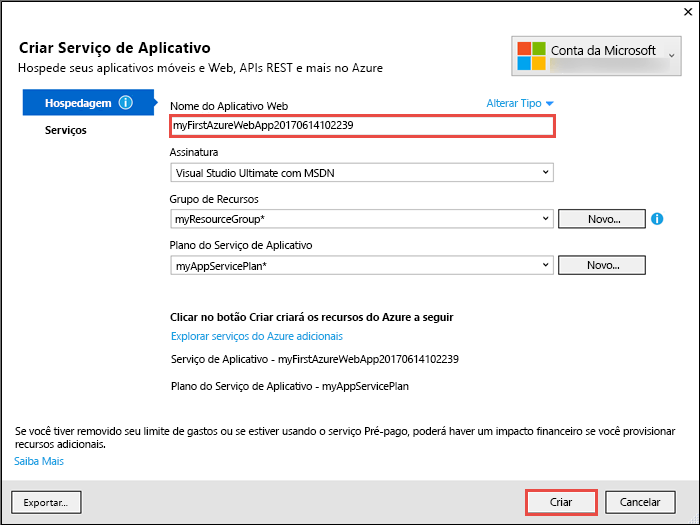 Criar Serviço de Aplicativo
Hospede seus aplicativos móveis e Web, APIs REST e mais no Azure
Conta da Microsoft
Hospedagem
Serviços
Nome do Aplicativo Web
Alterar Tipo
myFirstAzureWebApp20170614102239
Assinatura
Visual Studio Ultimate com MSDN
Grupo de Recursos
myResourceGroup*
Novo...
Plano do Serviço de Aplicativo
myAppServicePlan*
Novo...
Clicar no botão Criar criará os recursos do Azure a seguir
Explorar serviços do Azure adicionais
Serviço de Aplicativo - myFirstAzureWebApp20170614102239
Plano do Serviço de Aplicativo - myAppServicePlan
Se você tiver removido seu limite de gastos ou se estiver usando o serviço Pré-pago, poderá haver um impacto financeiro se você provisionar
recursos adicionais.
Saiba Mais
Exportar...
Criar
Cancelar